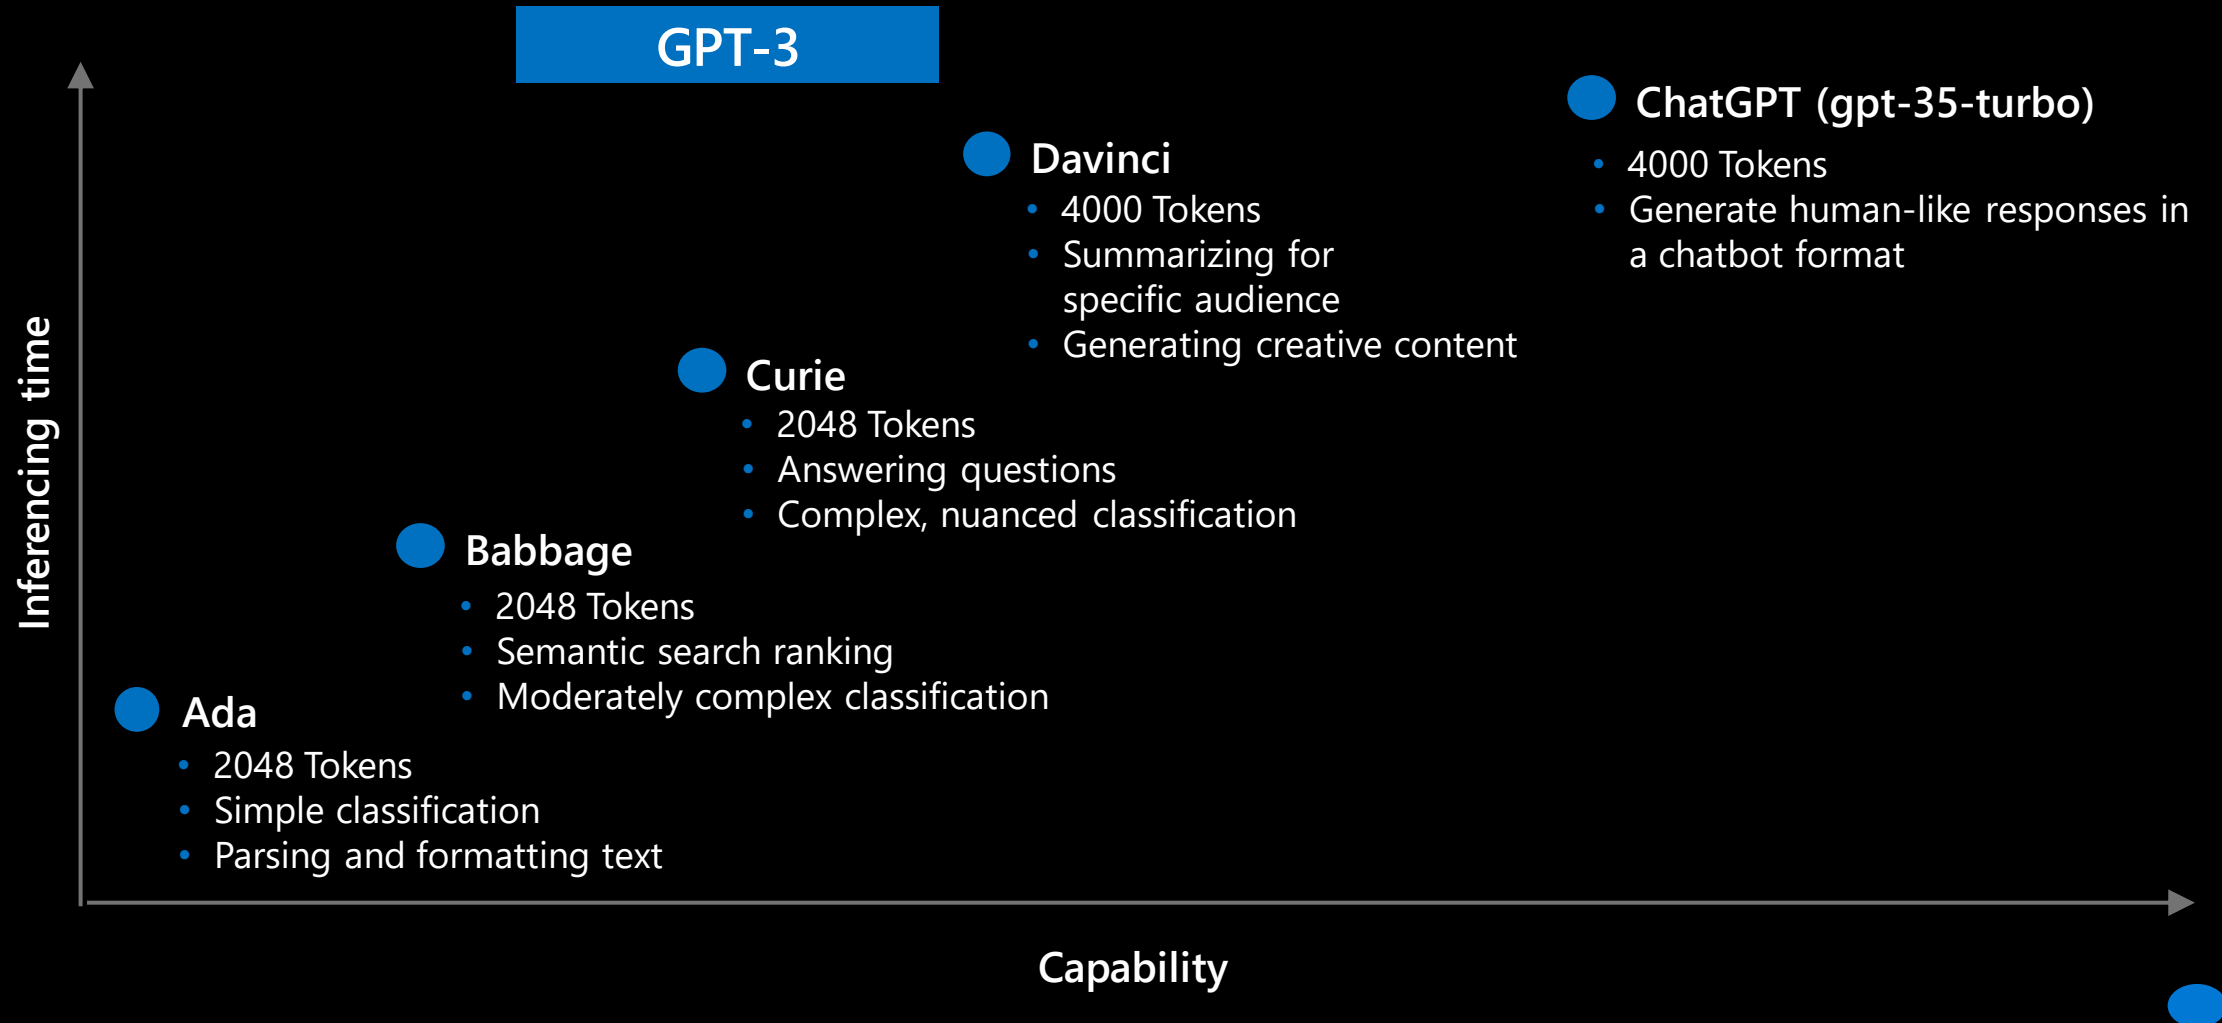 GPT-3
ChatGPT (gpt-35-turbo)
• 4000 Tokens
• Generate human-like responses in
a chatbot format
Davinci
• 4000 Tokens
• Summarizing for
specific audience
• Generating creative content
Curie
• 2048 Tokens
• Answering questions
• Complex, nuanced classification
Babbage
• 2048 Tokens
• Semantic search ranking
• Moderately complex classification
Ada
• 2048 Tokens
• Simple classification
• Parsing and formatting text
Inferencing time
Capability